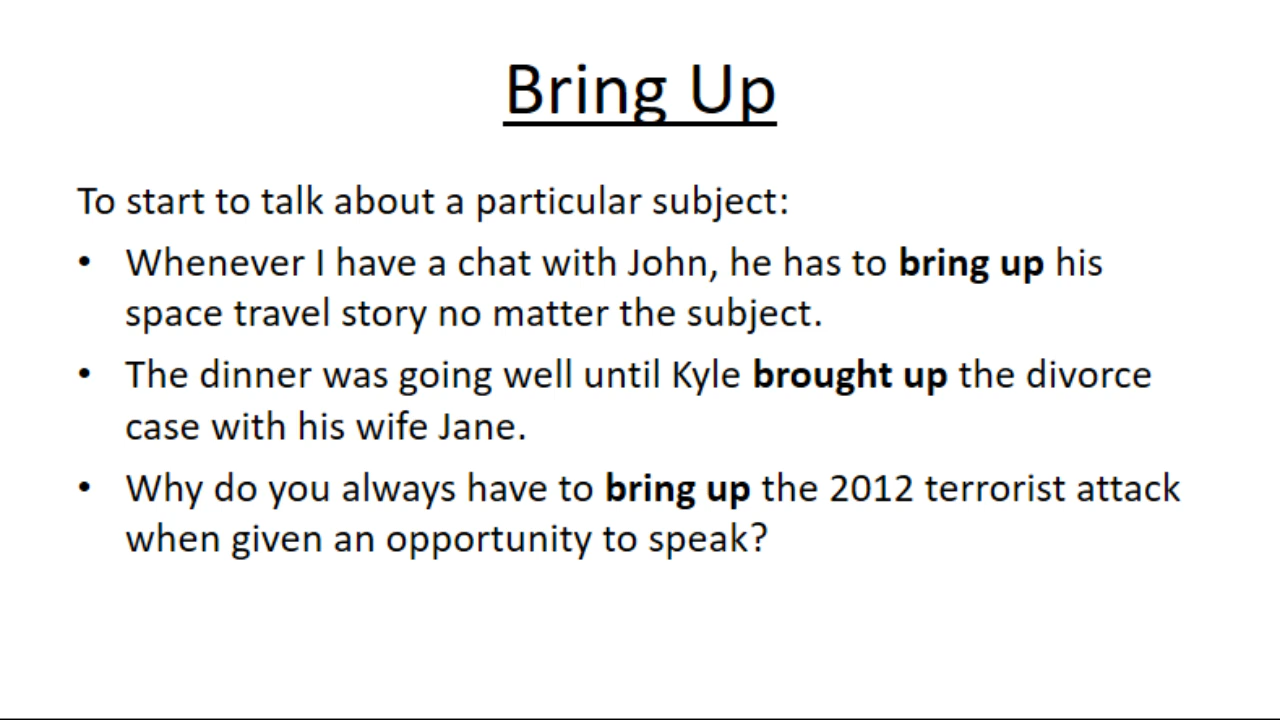 Bring Up
To start to talk about a particular subject:
• Whenever I have a chat with John, he has to bring up his
space travel story no matter the subject.
• The dinner was going well until Kyle brought up the divorce
case with his wife Jane.
• Why do you always have to bring up the 2012 terrorist attack
when given an opportunity to speak?